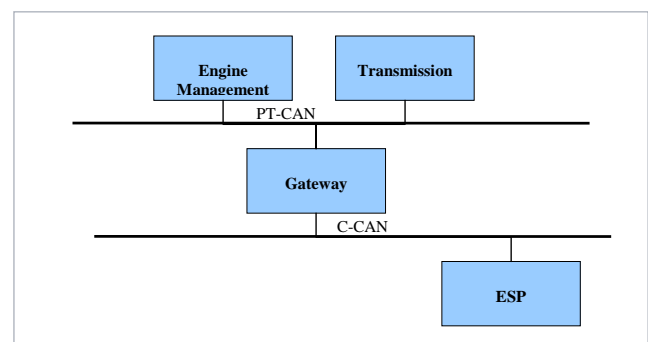 Engine
Management
Transmission
PT-CAN
Gateway
C-CAN
ESP